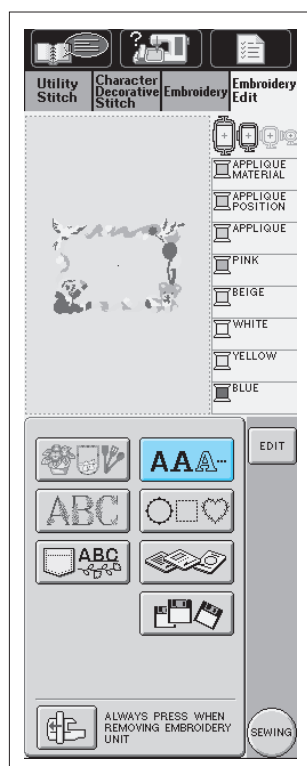 Utility
Stitch
Character
Decorative
Stitch
Embroidery
Embroidery
Edit
APPLIQUE
MATERIAL
APPLIQUE
POSITION
APPLIQUE
PINK
BEIGE
WHITE
YELLOW
BLUE
AAA
EDIT
ABC
ABC
ALWAYS PRESS WHEN
REMOVING EMBROIDERY
UNIT
SEWING